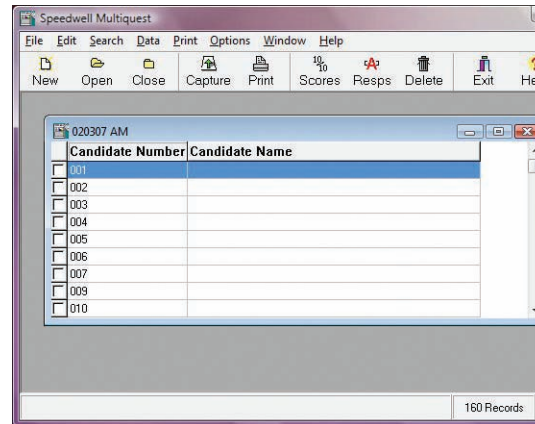 Speedwell Multiquest
File Edit Search Data Print Options Window Help
New Open Close Capture Print Scores Resps Delete Exit He
020307 AM
Candidate Number Candidate Name
001
002
003
004
005
006
007
009
010
160 Records